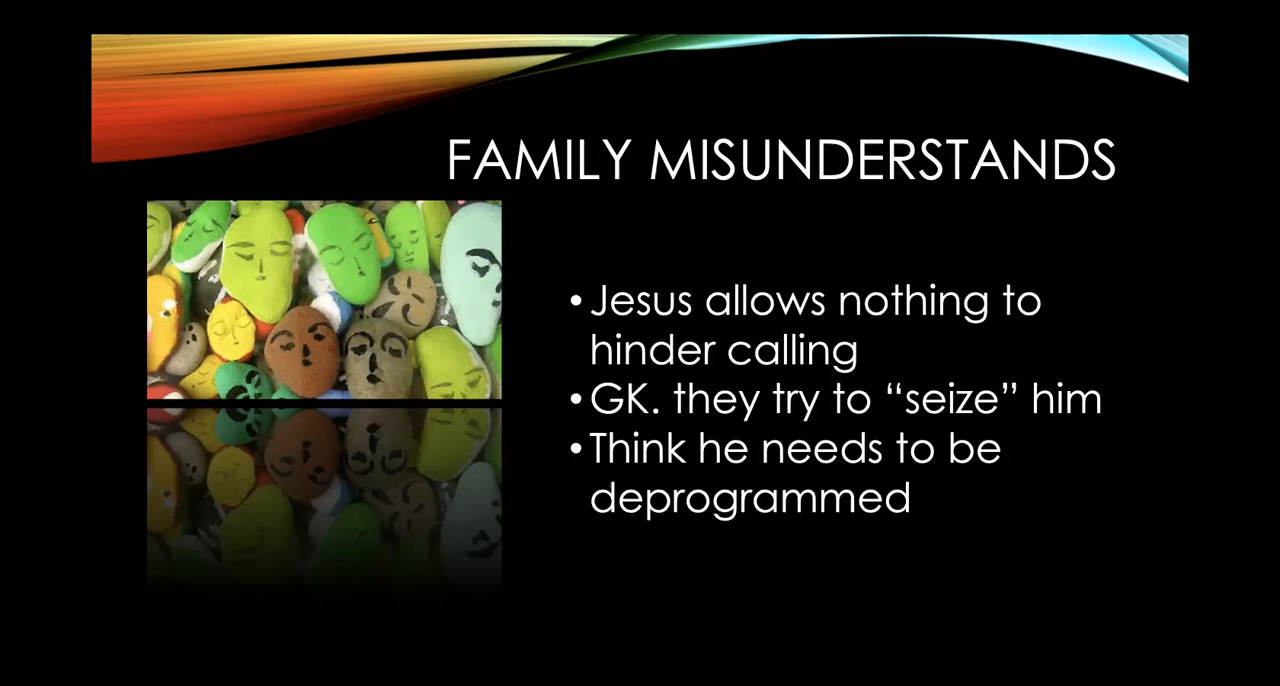 FAMILY MISUNDERSTANDS
• Jesus allows nothing to
hinder calling
• GK. they try to “seize” him
• Think he needs to be
deprogrammed